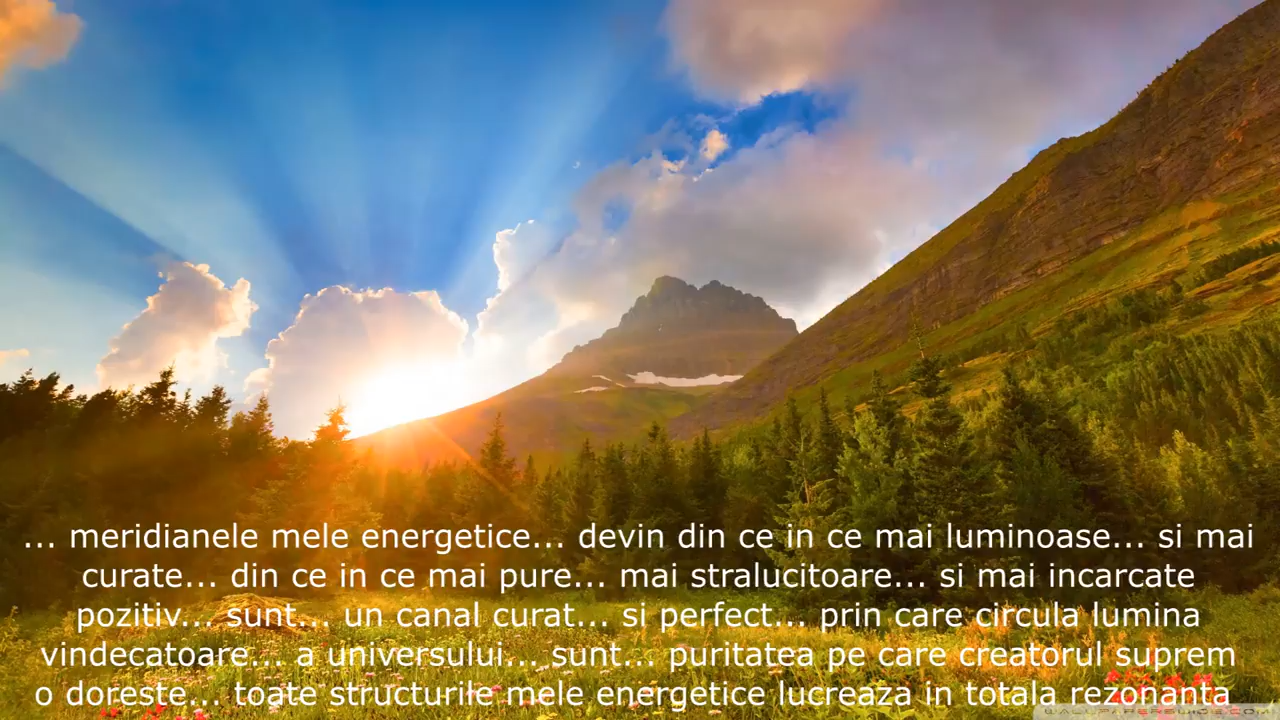 ... meridianele mele energetice... devin din ce in ce mai luminoase... si mai
curate... din ce in ce mai pure... mai stralucitoare... si mai incarcate
pozitiv... sunt... un canal curat... si perfect... prin care circula lumina
vindecatoare... a universului... sunt... puritatea pe care creatorul suprem
o doreste... toate structurile mele energetice lucreaza in totala rezonanta